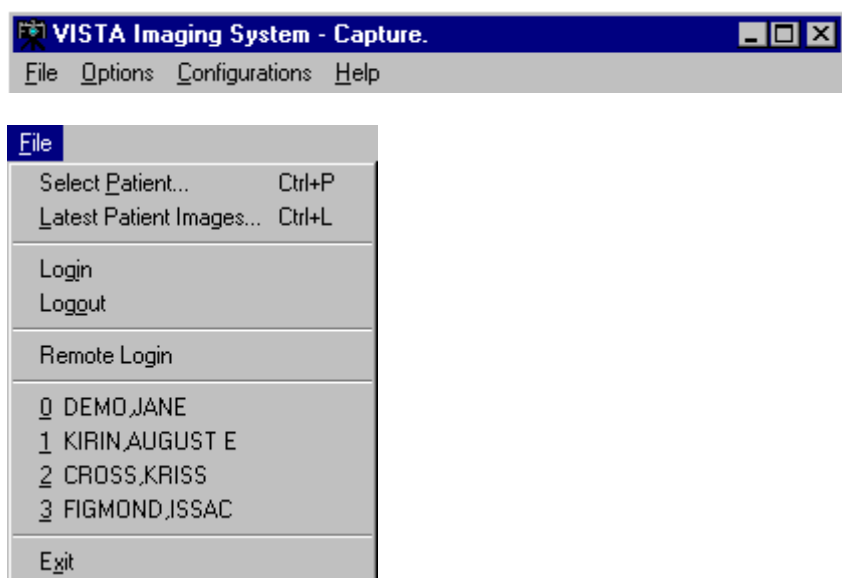 VISTA Imaging System - Capture.
File Options Configurations Help
File
Select Patient... Ctrl+P
Latest Patient Images... Ctrl+L
Login
Logout
Remote Login
0 DEMO,JANE
1 KIRIN,AUGUST E
2 CROSS,KRISS
3 FIGMOND,ISSAC
Exit